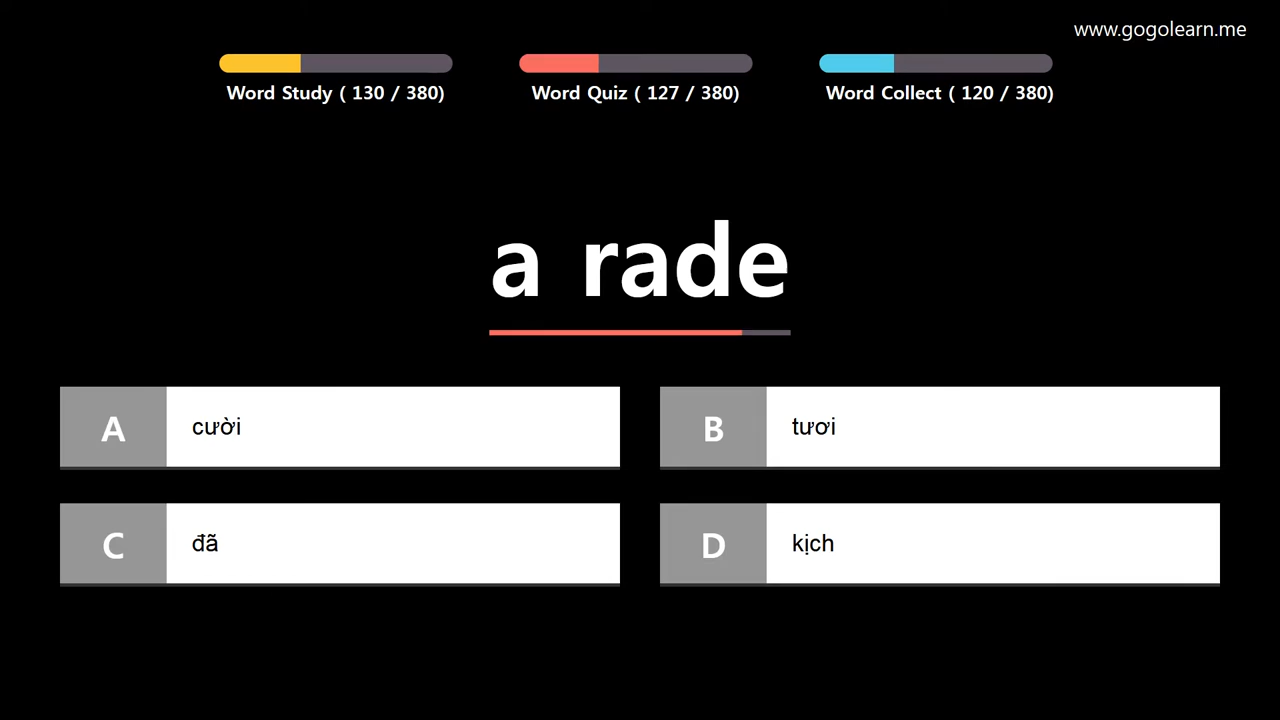 www.gogolearn.me
Word Study ( 130 / 380)
Word Quiz ( 127 / 380)
Word Collect ( 120 / 380)
a rade
A cười
B tươi
C đã
D kịch